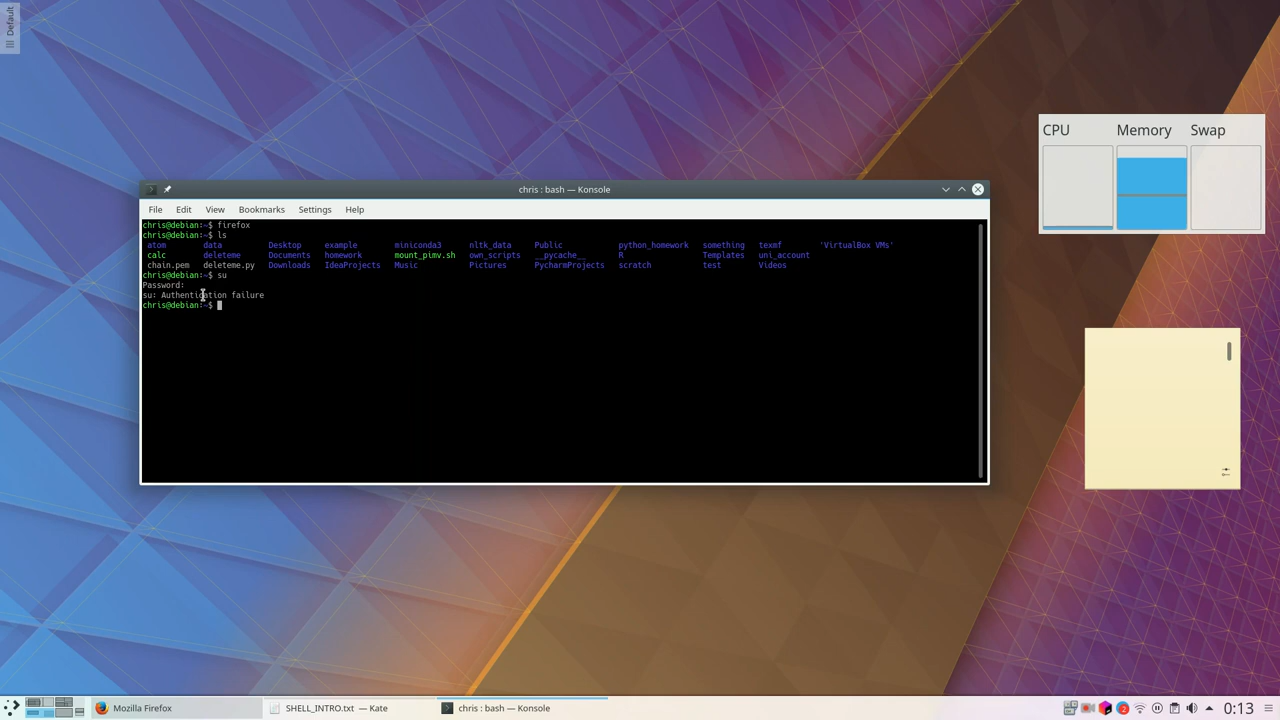 Default
CPU Memory Swap
chris : bash — Konsole
File Edit View Bookmarks Settings Help
chris@debian:~$ firefox
chris@debian:~$ ls
atom data Desktop example miniconda3 nltk_data Public python_homework something texmf 'VirtualBox VMs'
calc deleteme Documents homework mount_pimv.sh own_scripts __pycache__ R Templates uni_account
chain.pem deleteme.py Downloads IdeaProjects Music Pictures PycharmProjects scratch test Videos
chris@debian:~$ su
Password:
su: Authentication failure
chris@debian:~$
Mozilla Firefox
SHELL_INTRO.txt — Kate
chris : bash — Konsole
2
0:13